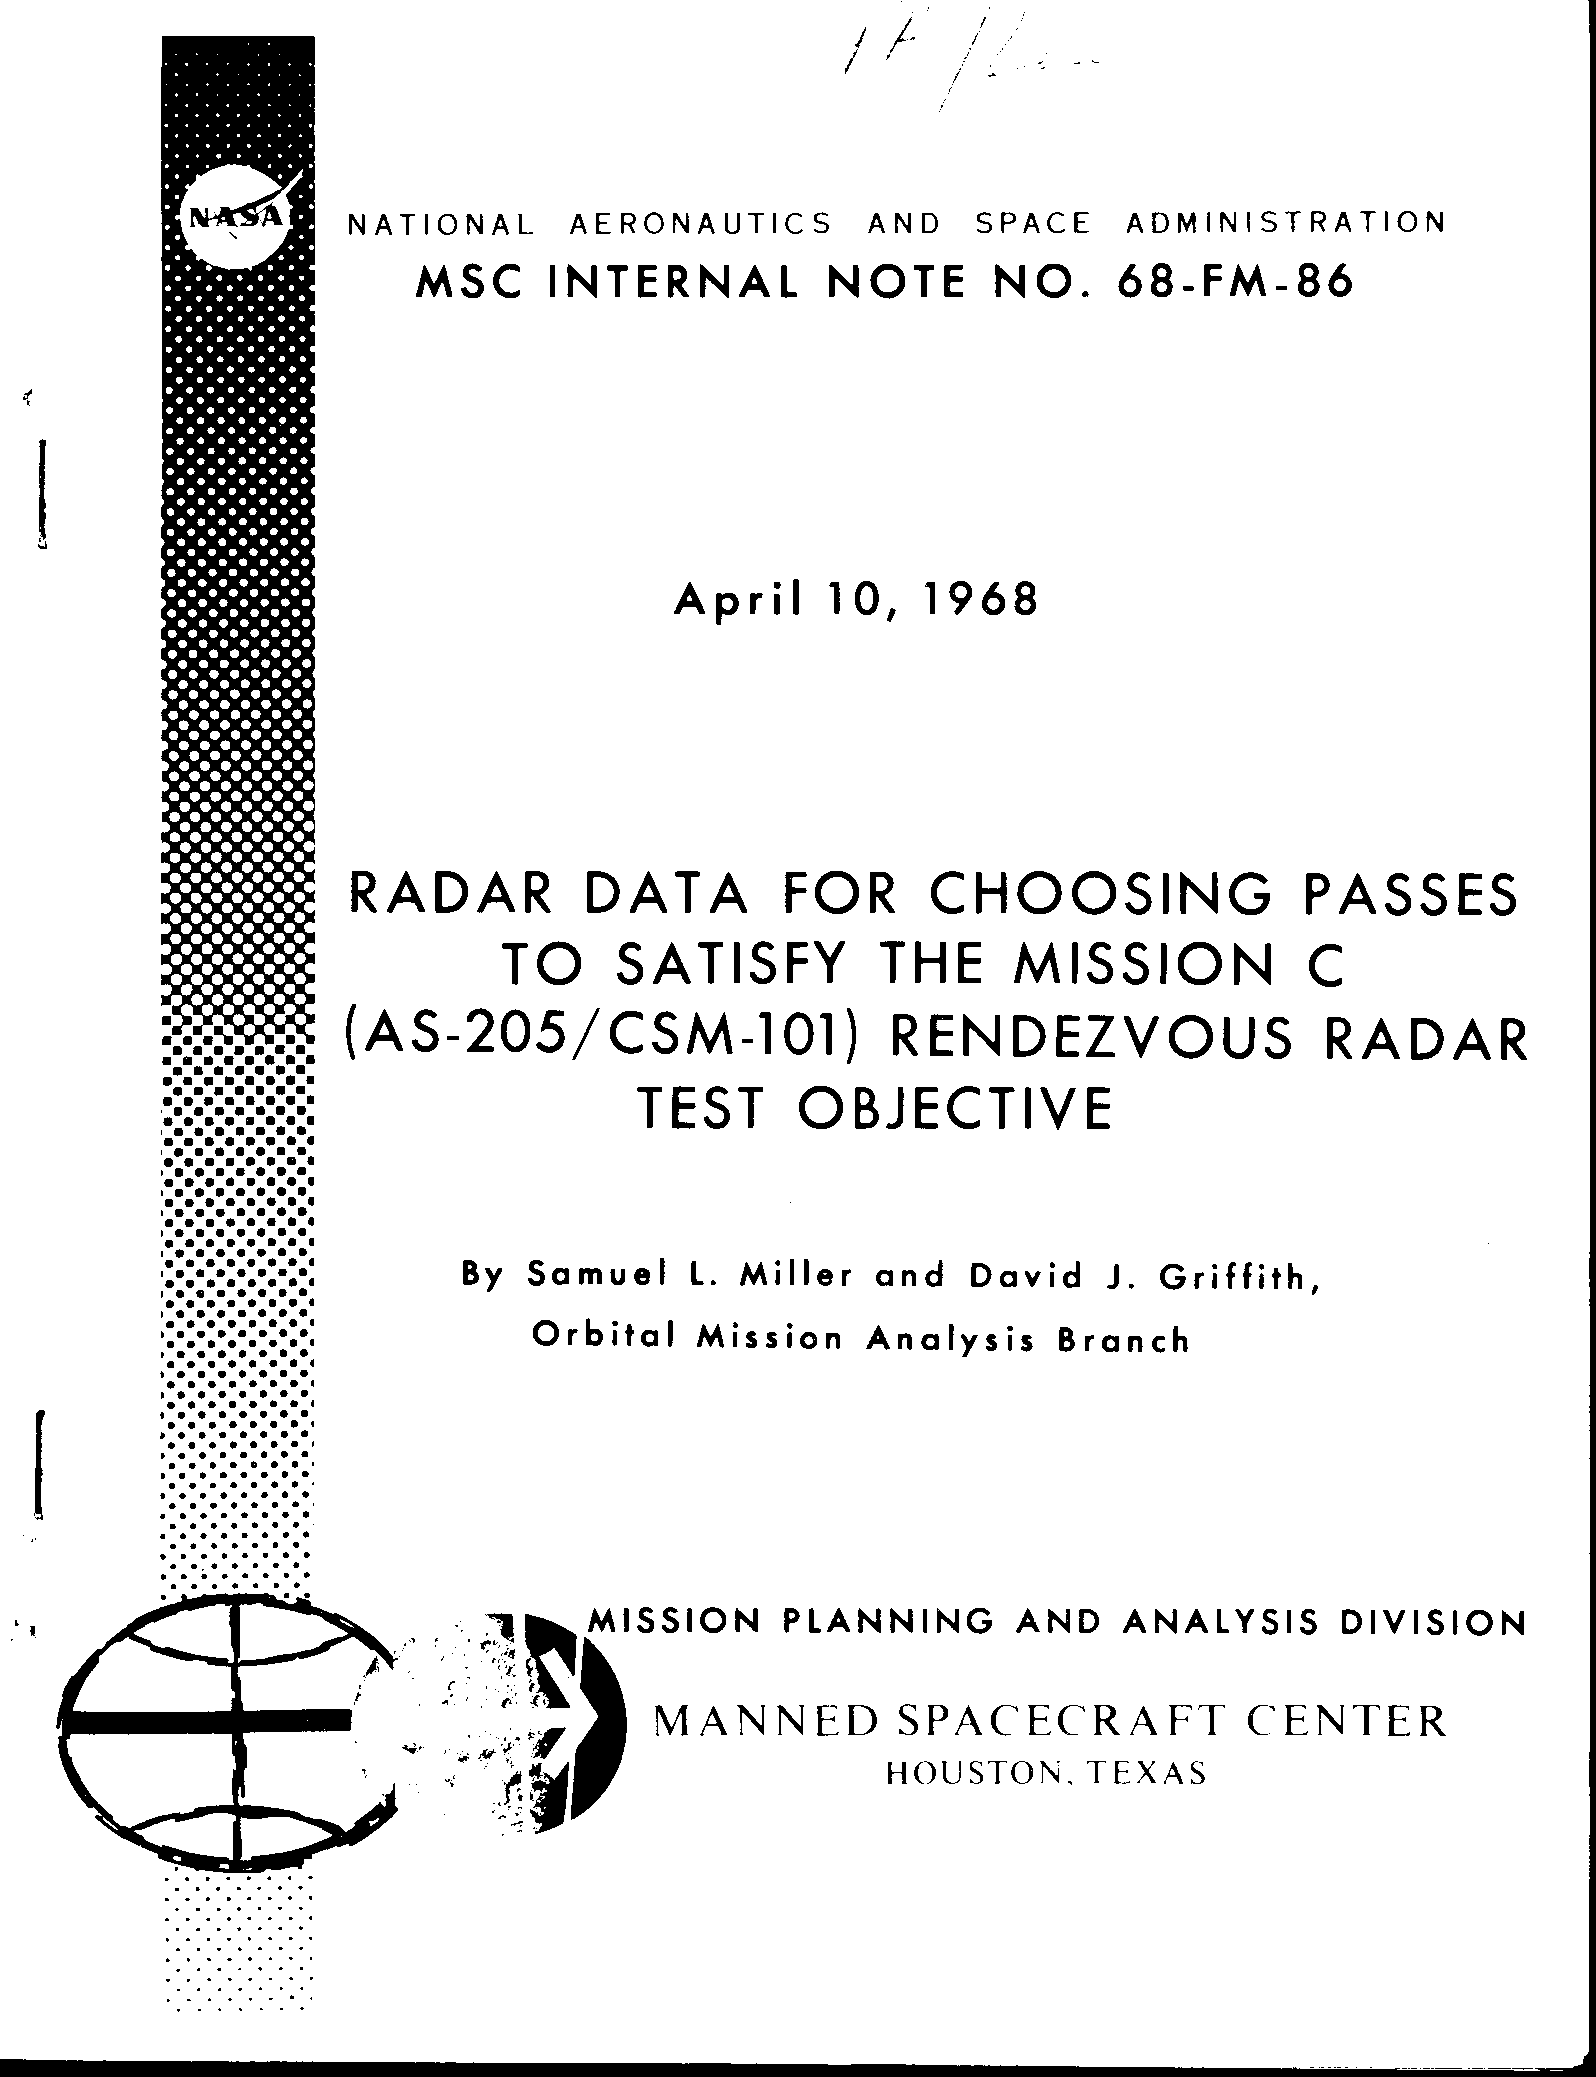 NASA
NATIONAL AERONAUTICS AND SPACE ADMINISTRATION
MSC INTERNAL NOTE NO. 68-FM-86
April 10, 1968
RADAR DATA FOR CHOOSING PASSES
TO SATISFY THE MISSION C
(AS-205/CSM-101) RENDEZVOUS RADAR
TEST OBJECTIVE
By Samuel L. Miller and David J. Griffith,
Orbital Mission Analysis Branch
MISSION PLANNING AND ANALYSIS DIVISION
MANNED SPACECRAFT CENTER
HOUSTON, TEXAS